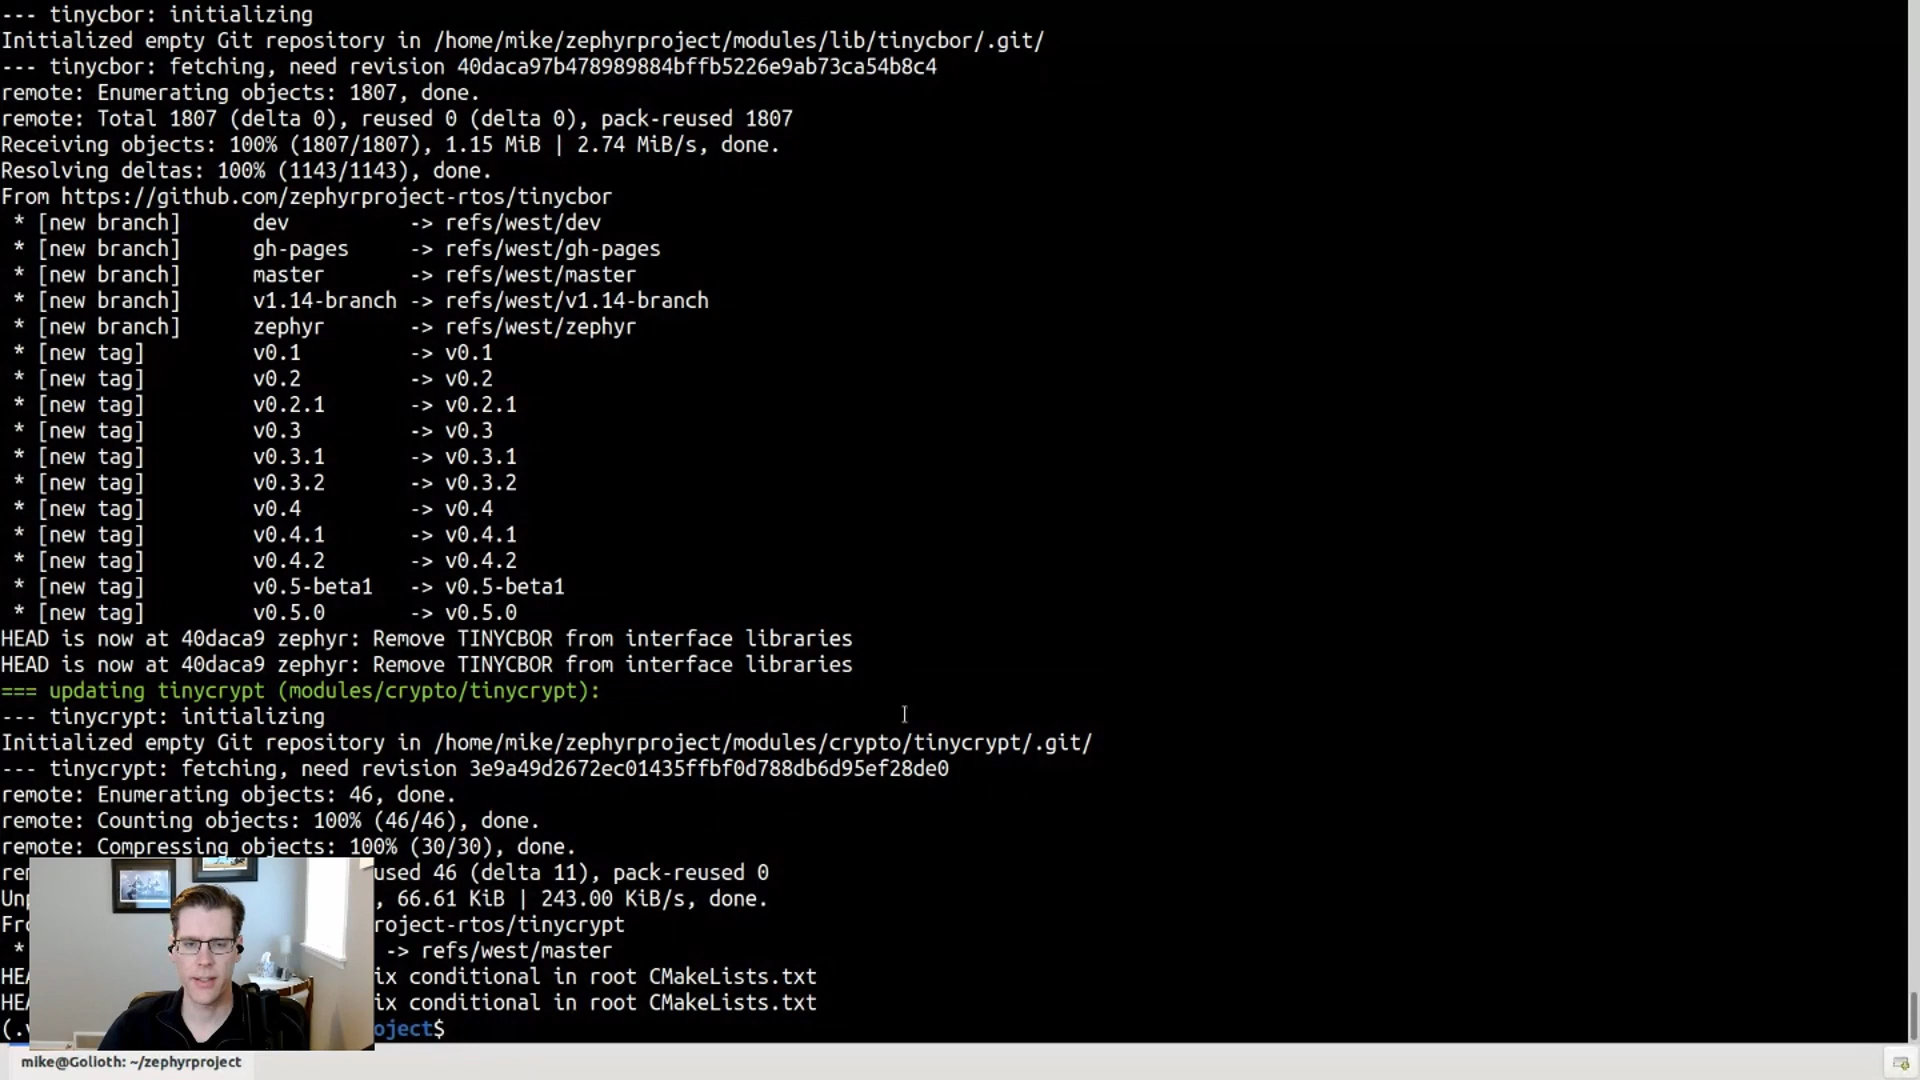 --- tinycbor: initializing
Initialized empty Git repository in /home/mike/zephyrproject/modules/lib/tinycbor/.git/
--- tinycbor: fetching, need revision 40daca97b478989884bffb5226e9ab73ca54b8c4
remote: Enumerating objects: 1807, done.
remote: Total 1807 (delta 0), reused 0 (delta 0), pack-reused 1807
Receiving objects: 100% (1807/1807), 1.15 MiB | 2.74 MiB/s, done.
Resolving deltas: 100% (1143/1143), done.
From https://github.com/zephyrproject-rtos/tinycbor
 * [new branch]      dev          -> refs/west/dev
 * [new branch]      gh-pages     -> refs/west/gh-pages
 * [new branch]      master       -> refs/west/master
 * [new branch]      v1.14-branch -> refs/west/v1.14-branch
 * [new branch]      zephyr       -> refs/west/zephyr
 * [new tag]         v0.1         -> v0.1
 * [new tag]         v0.2         -> v0.2
 * [new tag]         v0.2.1       -> v0.2.1
 * [new tag]         v0.3         -> v0.3
 * [new tag]         v0.3.1       -> v0.3.1
 * [new tag]         v0.3.2       -> v0.3.2
 * [new tag]         v0.4         -> v0.4
 * [new tag]         v0.4.1       -> v0.4.1
 * [new tag]         v0.4.2       -> v0.4.2
 * [new tag]         v0.5-beta1   -> v0.5-beta1
 * [new tag]         v0.5.0       -> v0.5.0
HEAD is now at 40daca9 zephyr: Remove TINYCBOR from interface libraries
HEAD is now at 40daca9 zephyr: Remove TINYCBOR from interface libraries
=== updating tinycrypt (modules/crypto/tinycrypt):
--- tinycrypt: initializing
Initialized empty Git repository in /home/mike/zephyrproject/modules/crypto/tinycrypt/.git/
--- tinycrypt: fetching, need revision 3e9a49d2672ec01435ffbf0d788db6d95ef28de0
remote: Enumerating objects: 46, done.
remote: Counting objects: 100% (46/46), done.
remote: Compressing objects: 100% (30/30), done.
re used 46 (delta 11), pack-reused 0
Un , 66.61 KiB | 243.00 KiB/s, done.
Fr roject-rtos/tinycrypt
 * -> refs/west/master
HEA ix conditional in root CMakeLists.txt
HEA ix conditional in root CMakeLists.txt
(. oject$
mike@Golioth: ~/zephyrproject